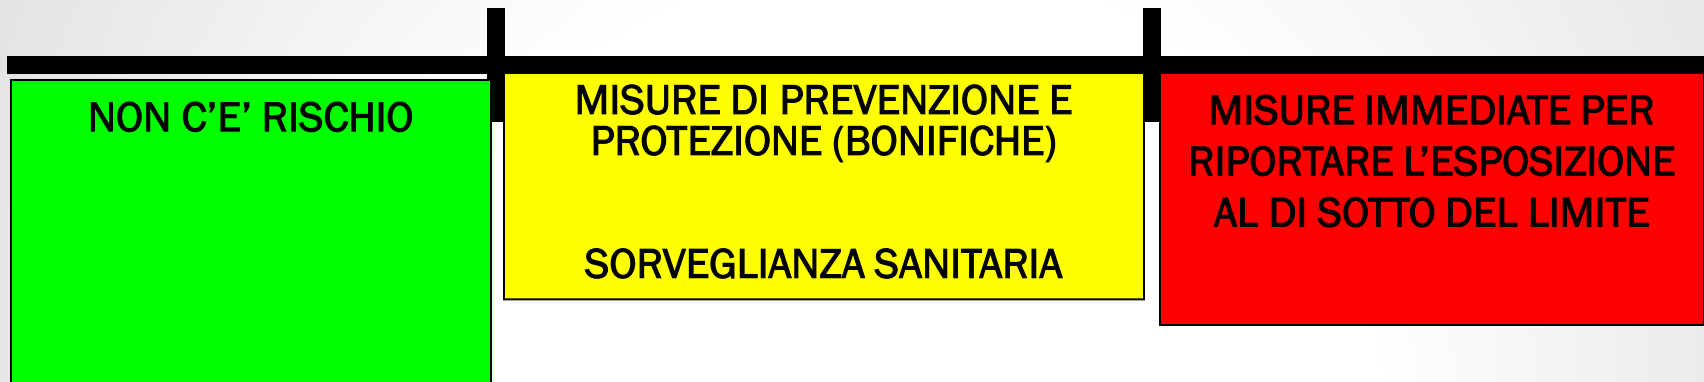 NON C’E’ RISCHIO
MISURE DI PREVENZIONE E
PROTEZIONE (BONIFICHE)
SORVEGLIANZA SANITARIA
MISURE IMMEDIATE PER
RIPORTARE L’ESPOSIZIONE
AL DI SOTTO DEL LIMITE